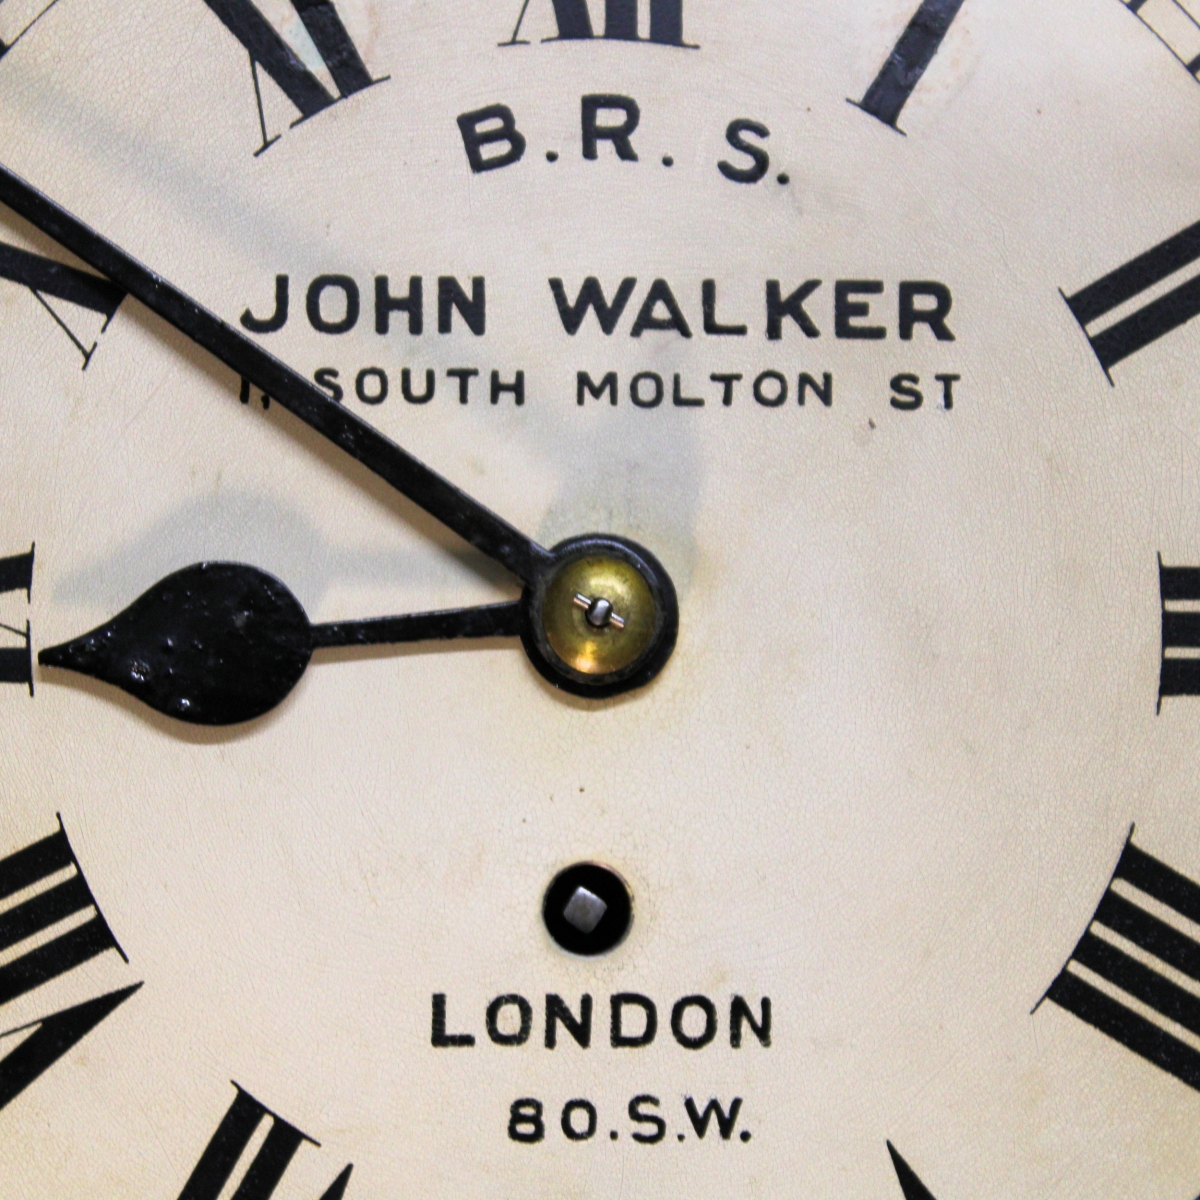 B.R.S.
JOHN WALKER
SOUTH MOLTON ST
LONDON
80.S.W.